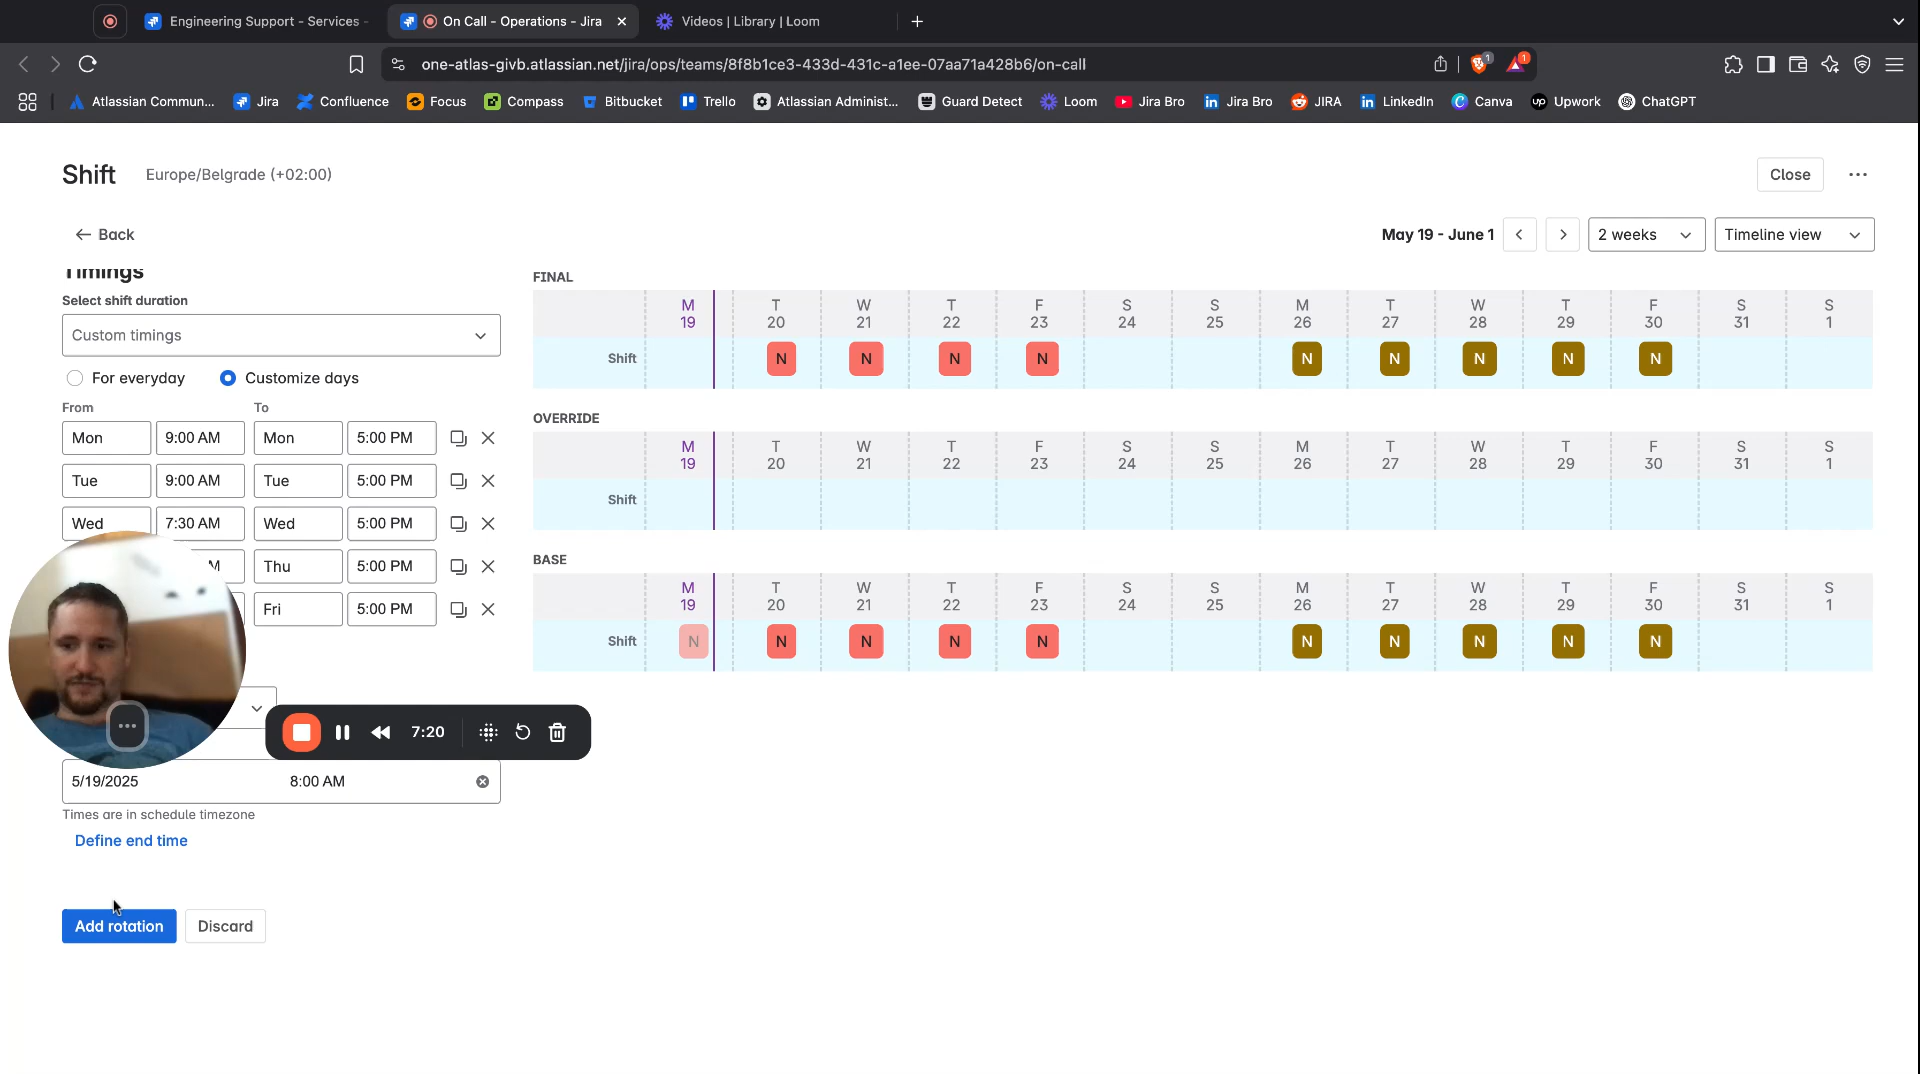 Engineering Support - Services -
On Call - Operations - Jira
Videos | Library | Loom
one-atlas-givb.atlassian.net/jira/ops/teams/8f8b1ce3-433d-431c-a1ee-07aa71a428b6/on-call
1
1
Atlassian Commun...
Jira
Confluence
Focus
Compass
Bitbucket
Trello
Atlassian Administ...
Guard Detect
Loom
Jira Bro
Jira Bro
JIRA
LinkedIn
Canva
Upwork
ChatGPT
Shift
Europe/Belgrade (+02:00)
Close
Back
May 19 - June 1
2 weeks
Timeline view
Timings
Select shift duration
Custom timings
For everyday
Customize days
From
To
Mon 9:00 AM Mon 5:00 PM
Tue 9:00 AM Tue 5:00 PM
Wed 7:30 AM Wed 5:00 PM
M Thu 5:00 PM
Fri 5:00 PM
7:20
5/19/2025 8:00 AM
Times are in schedule timezone
Define end time
Add rotation
Discard
FINAL
M T W T F S S M T W T F S S
19 20 21 22 23 24 25 26 27 28 29 30 31 1
Shift N N N N N N N N N
OVERRIDE
M T W T F S S M T W T F S S
19 20 21 22 23 24 25 26 27 28 29 30 31 1
Shift
BASE
M T W T F S S M T W T F S S
19 20 21 22 23 24 25 26 27 28 29 30 31 1
Shift N N N N N N N N N N